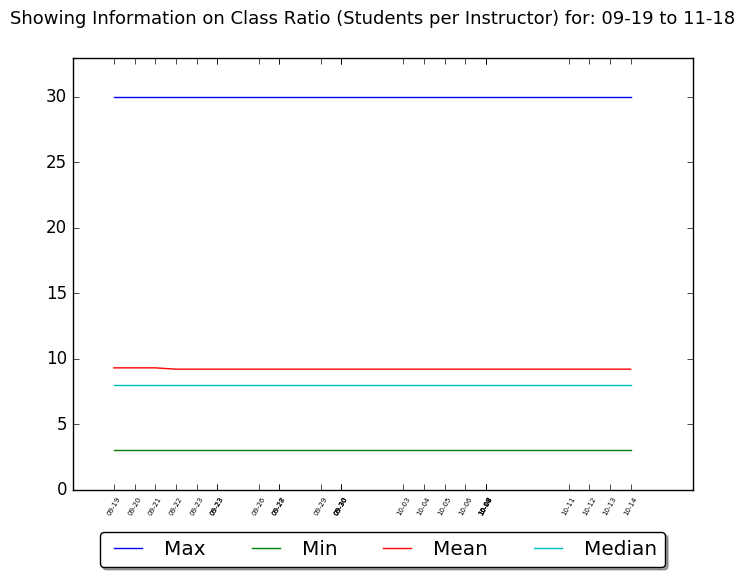 Showing Information on Class Ratio (Students per Instructor) for: 09-19 to 11-18
30
25
20
15
10
5
0
09-19 09-20 09-21 09-22 09-23 09-26 09-29 10-03 10-04 10-05 10-06 10-11 10-12 10-13 10-14
Max Min Mean Median